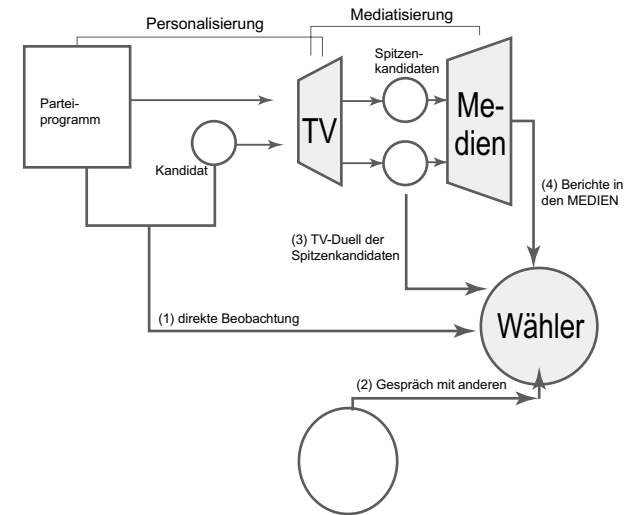 Personalisierung
Mediatisierung
Partei-
programm
Kandidat
TV
Spitzen-
kandidaten
Me-
dien
(4) Berichte in
den MEDIEN
(3) TV-Duell der
Spitzenkandidaten
(1) direkte Beobachtung
Wähler
(2) Gespräch mit anderen